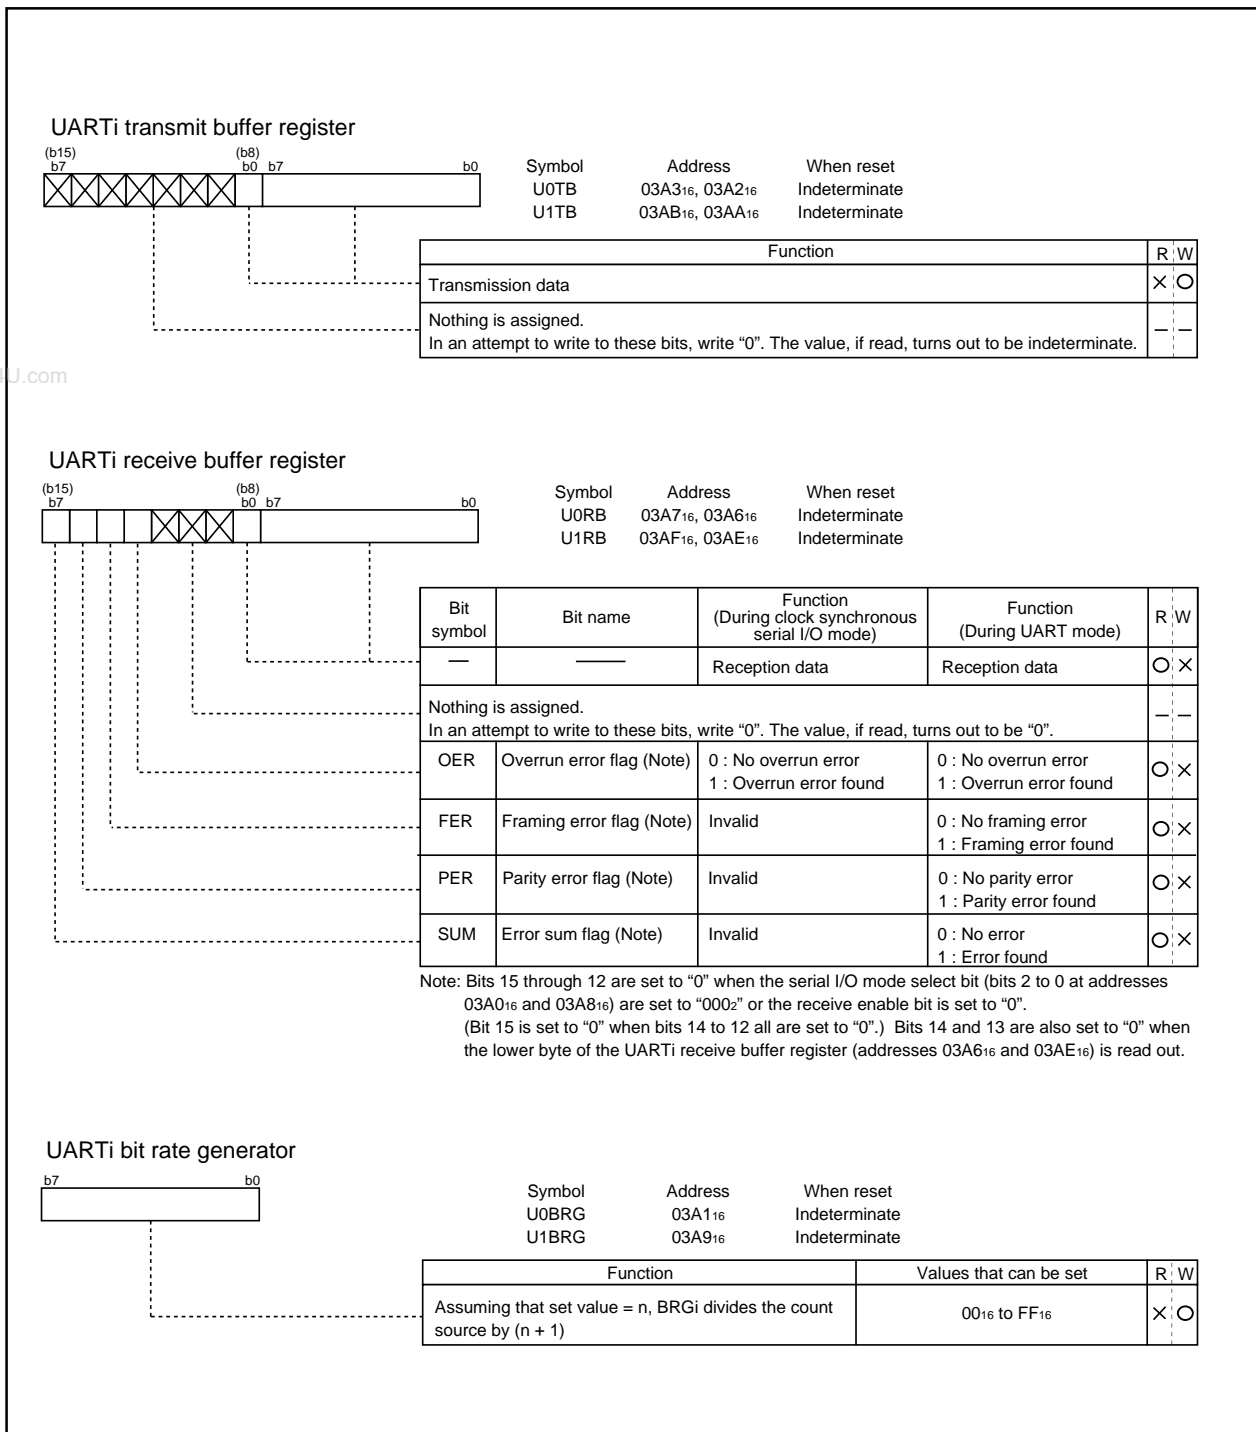 UARTi transmit buffer register
(b15) (b8)
b7 b0 b7 b0
Symbol Address When reset
U0TB 03A3₁₆, 03A2₁₆ Indeterminate
U1TB 03AB₁₆, 03AA₁₆ Indeterminate
Function R W
Transmission data × O
Nothing is assigned.
In an attempt to write to these bits, write “0”. The value, if read, turns out to be indeterminate. – –
4U.com
UARTi receive buffer register
(b15) (b8)
b7 b0 b7 b0
Symbol Address When reset
U0RB 03A7₁₆, 03A6₁₆ Indeterminate
U1RB 03AF₁₆, 03AE₁₆ Indeterminate
Bit symbol Bit name Function (During clock synchronous serial I/O mode) Function (During UART mode) R W
— —— Reception data Reception data O ×
Nothing is assigned.
In an attempt to write to these bits, write “0”. The value, if read, turns out to be “0”. – –
OER Overrun error flag (Note) 0 : No overrun error 0 : No overrun error O ×
1 : Overrun error found 1 : Overrun error found
FER Framing error flag (Note) Invalid 0 : No framing error O ×
1 : Framing error found
PER Parity error flag (Note) Invalid 0 : No parity error O ×
1 : Parity error found
SUM Error sum flag (Note) Invalid 0 : No error O ×
1 : Error found
Note: Bits 15 through 12 are set to “0” when the serial I/O mode select bit (bits 2 to 0 at addresses
03A0₁₆ and 03A8₁₆) are set to “000₂” or the receive enable bit is set to “0”.
(Bit 15 is set to “0” when bits 14 to 12 all are set to “0”.) Bits 14 and 13 are also set to “0” when
the lower byte of the UARTi receive buffer register (addresses 03A6₁₆ and 03AE₁₆) is read out.
UARTi bit rate generator
b7 b0
Symbol Address When reset
U0BRG 03A1₁₆ Indeterminate
U1BRG 03A9₁₆ Indeterminate
Function Values that can be set R W
Assuming that set value = n, BRGi divides the count 00₁₆ to FF₁₆ × O
source by (n + 1)